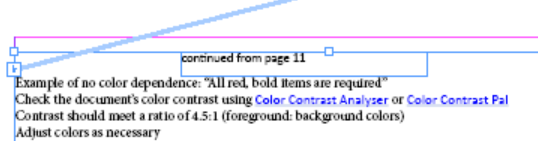 continued from page 11
Example of no color dependence: “All red, bold items are required”
Check the document's color contrast using Color Contrast Analyser or Color Contrast Pal
Contrast should meet a ratio of 4.5:1 (foreground: background colors)
Adjust colors as necessary